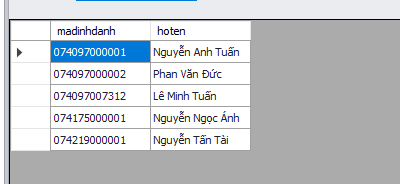 madinhdanh hoten
074097000001 Nguyễn Anh Tuấn
074097000002 Phan Văn Đức
074097007312 Lê Minh Tuấn
074175000001 Nguyễn Ngọc Ánh
074219000001 Nguyễn Tấn Tài